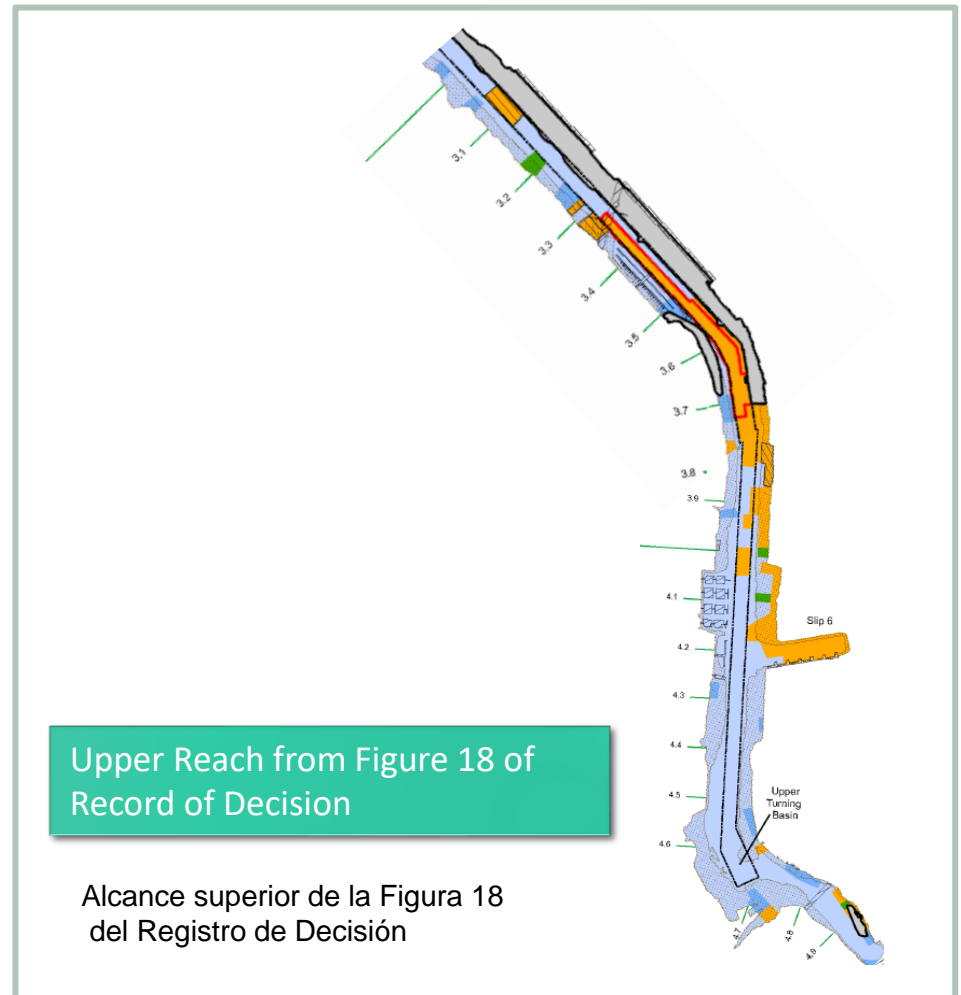 3.1
3.2
3.3
3.4
3.5
3.6
3.7
3.8
3.9
4.1
Slip 6
4.2
4.3
4.4
4.5
Upper
Turning
Basin
4.6
4.7
4.8
4.9
Upper Reach from Figure 18 of
Record of Decision
Alcance superior de la Figura 18
del Registro de Decisión